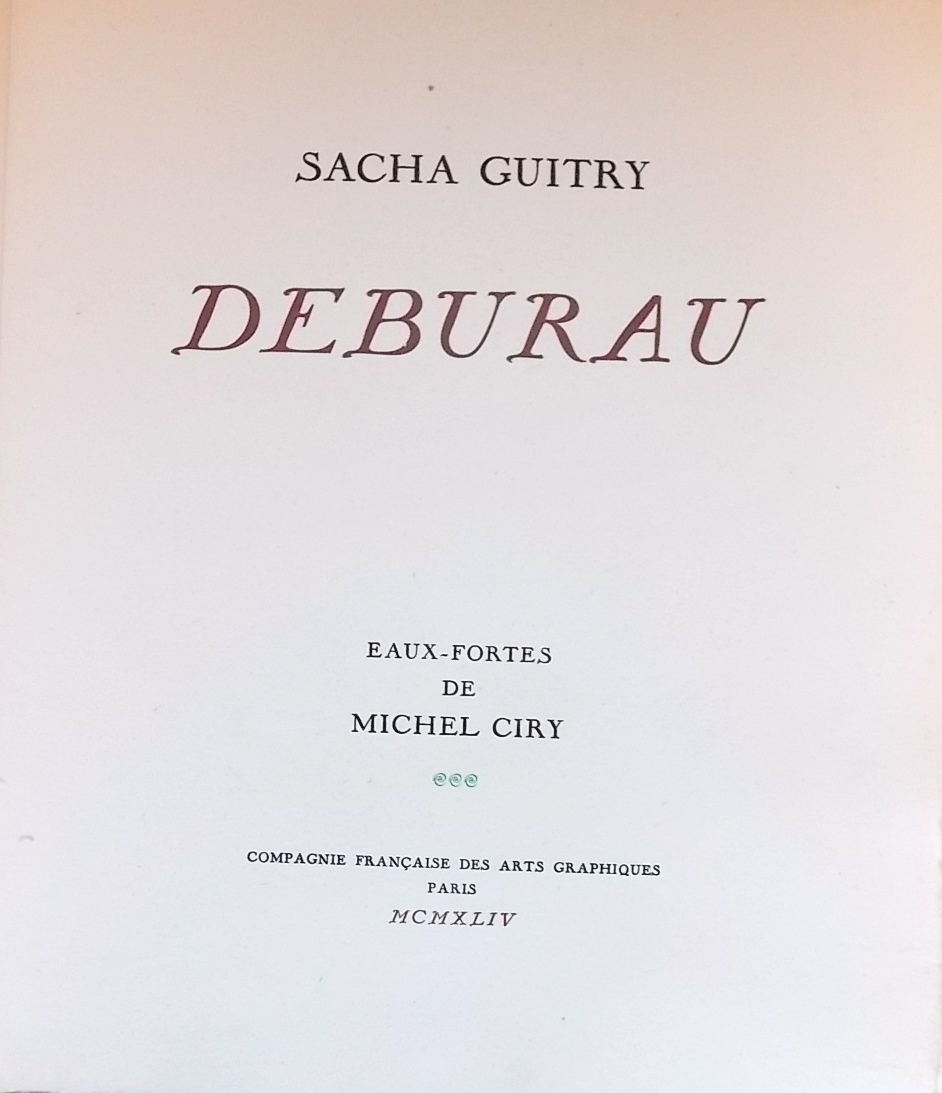 SACHA GUITRY
DEBURAU
EAUX-FORTES
DE
MICHEL CIRY
COMPAGNIE FRANÇAISE DES ARTS GRAPHIQUES
PARIS
MCMXLIV